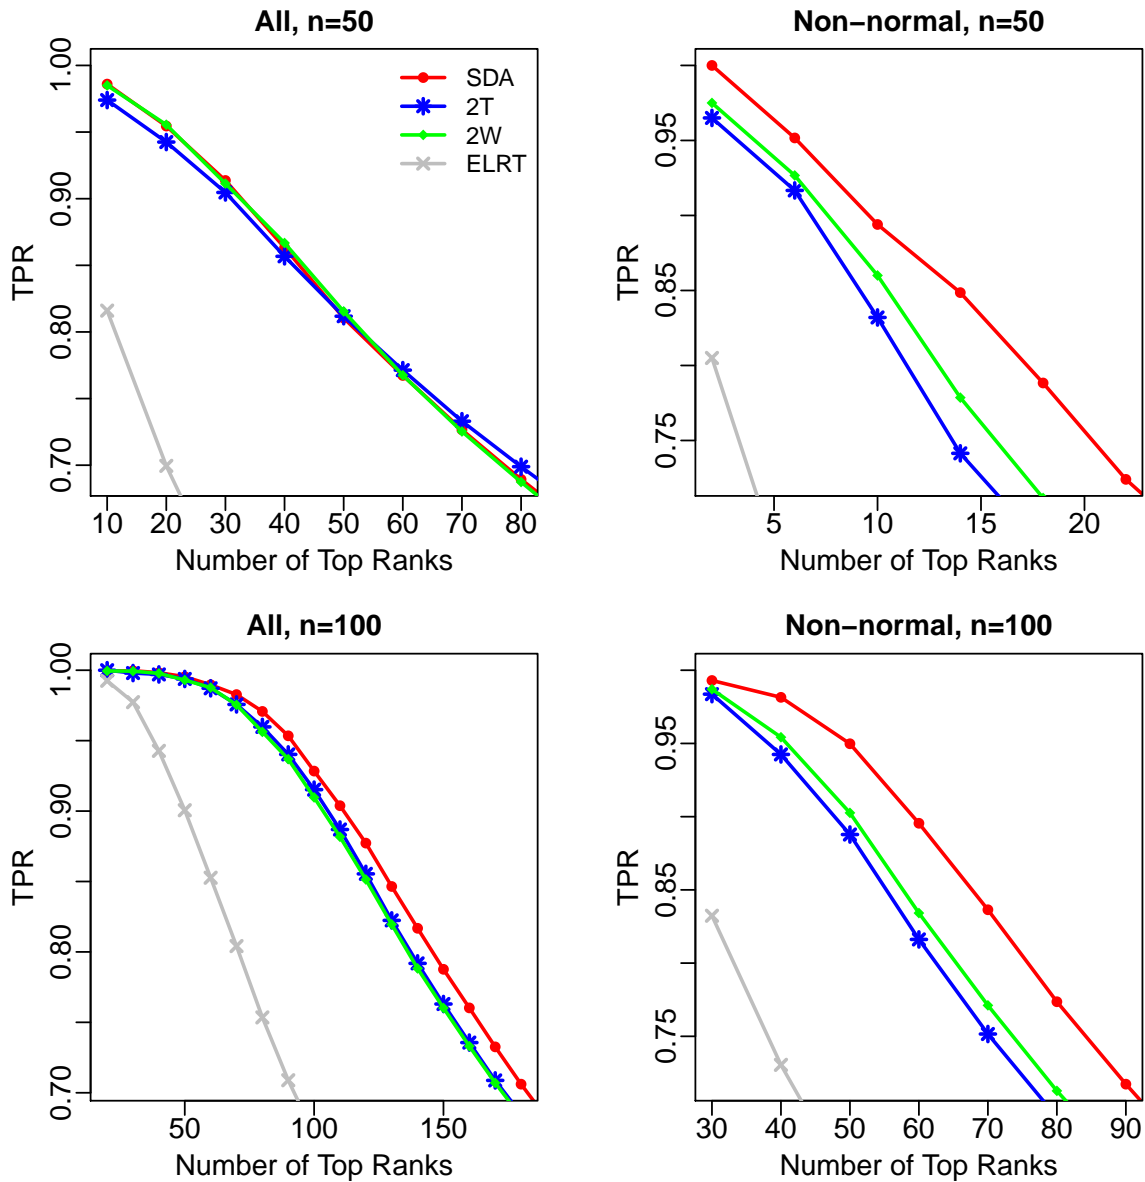 All, n=50
TPR
1.00
0.90
0.80
0.70
SDA
2T
2W
ELRT
10 20 30 40 50 60 70 80
Number of Top Ranks
Non−normal, n=50
TPR
0.95
0.85
0.75
5 10 15 20
Number of Top Ranks
All, n=100
TPR
1.00
0.90
0.80
0.70
50 100 150
Number of Top Ranks
Non−normal, n=100
TPR
0.95
0.85
0.75
30 40 50 60 70 80 90
Number of Top Ranks